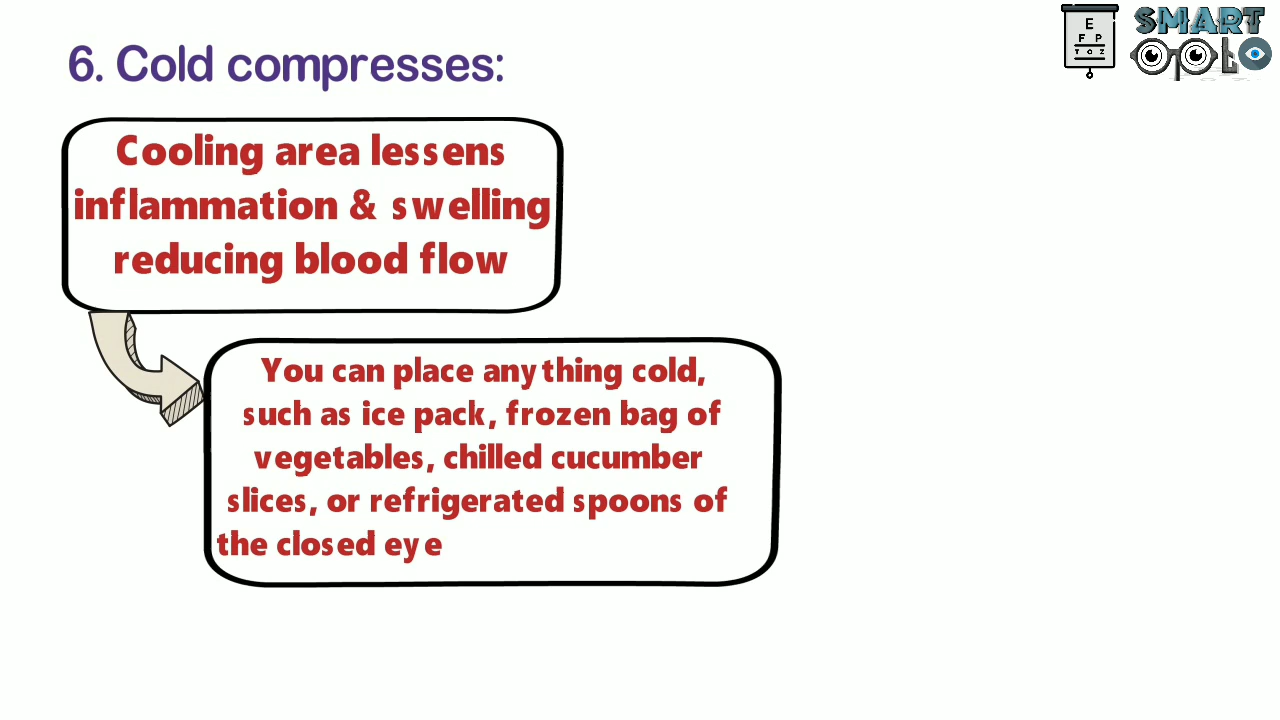 6. Cold compresses:
Cooling area lessens
inflammation & swelling
reducing blood flow
You can place anything cold,
such as ice pack, frozen bag of
vegetables, chilled cucumber
slices, or refrigerated spoons of
the closed eye
E
F P
T O Z
SMART
OPTO